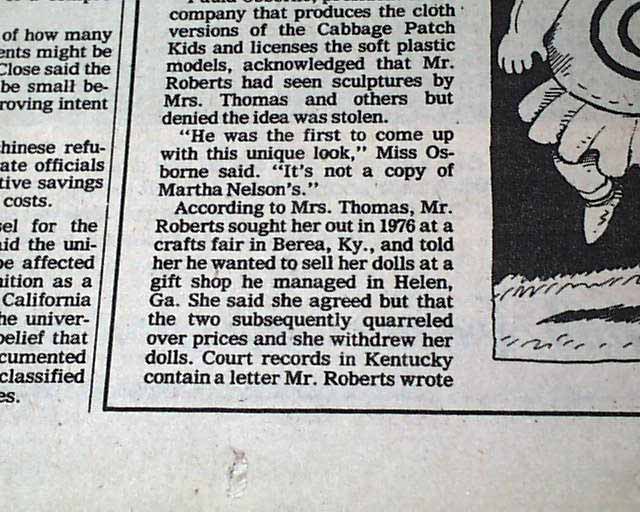 of how many
ents might be
Close said the
be small be-
roving intent
chinese refu-
ate officials
tive savings
costs.
sel for the
aid the uni-
be affected
nition as a
California
he univer-
belief that
cumented
classified
es.
company that produces the cloth
versions of the Cabbage Patch
Kids and licenses the soft plastic
models, acknowledged that Mr.
Roberts had seen sculptures by
Mrs. Thomas and others but
denied the idea was stolen.
“He was the first to come up
with this unique look,” Miss Os-
borne said. “It’s not a copy of
Martha Nelson’s.”
According to Mrs. Thomas, Mr.
Roberts sought her out in 1976 at a
crafts fair in Berea, Ky., and told
her he wanted to sell her dolls at a
gift shop he managed in Helen,
Ga. She said she agreed but that
the two subsequently quarreled
over prices and she withdrew her
dolls. Court records in Kentucky
contain a letter Mr. Roberts wrote